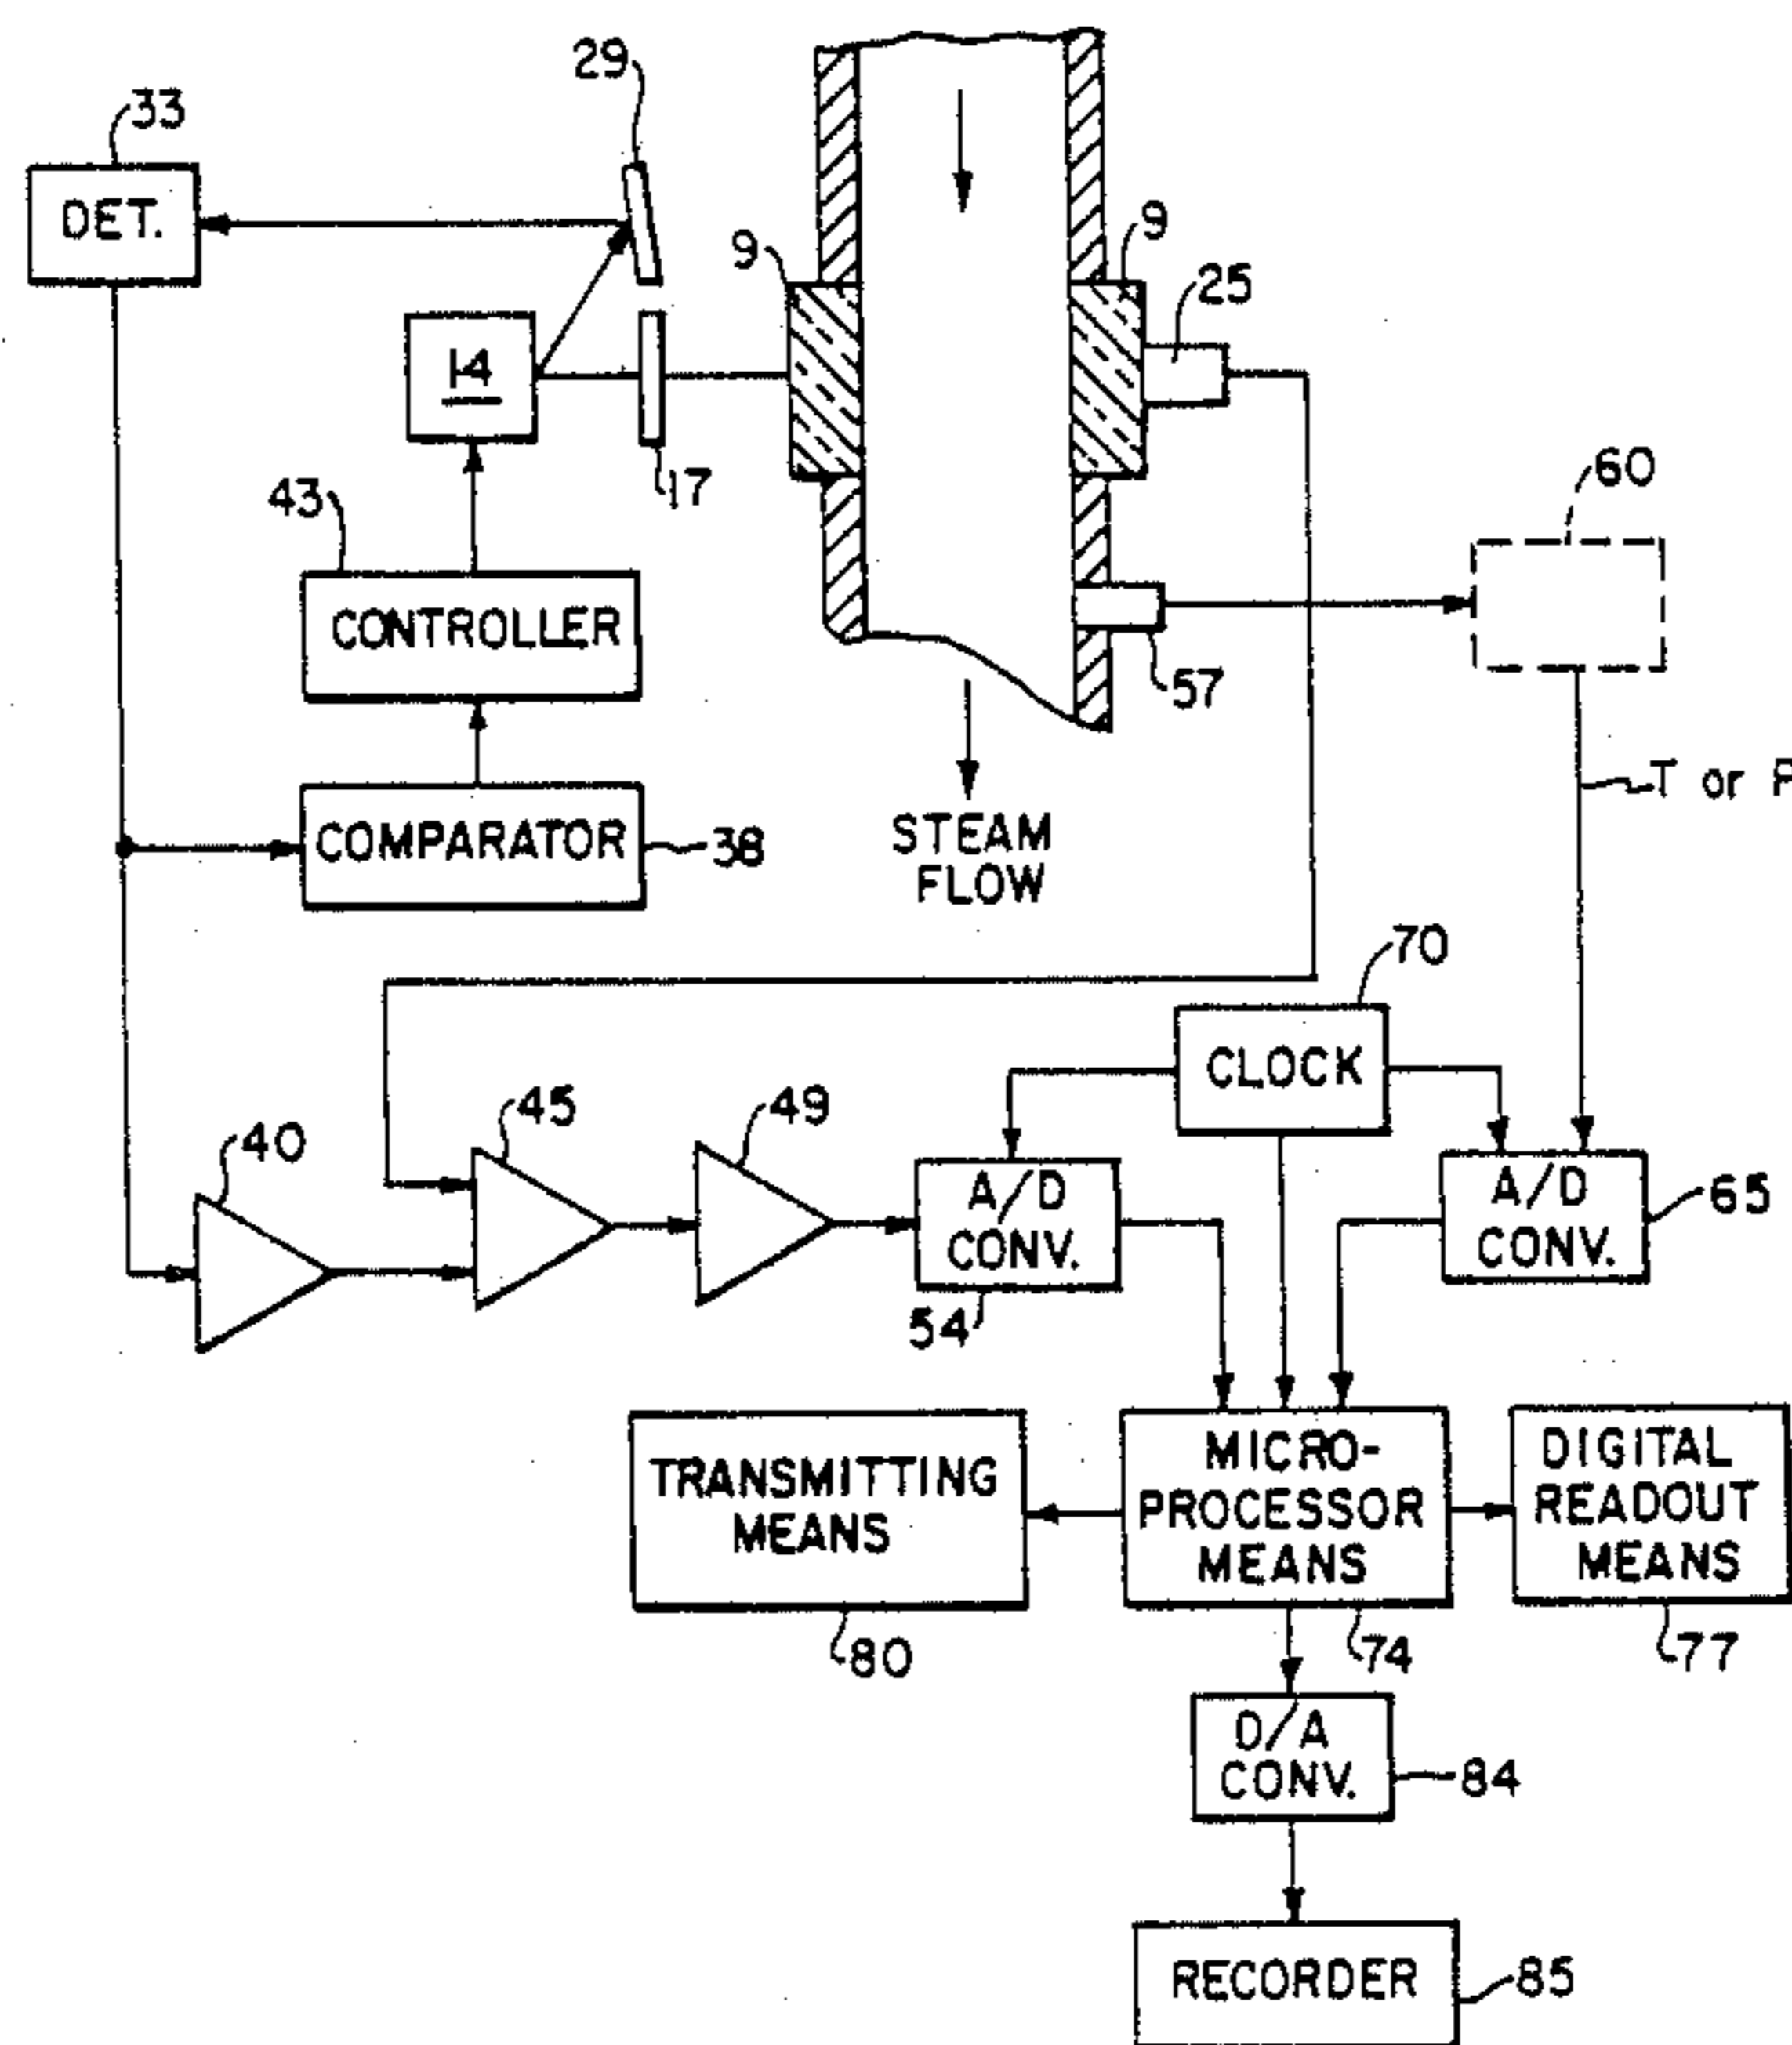 29
33
DET.
9
9
25
14
17
60
43
CONTROLLER
57
T or P
COMPARATOR
38
STEAM
FLOW
70
CLOCK
40
45
49
A/D
CONV.
54
A/D
CONV.
65
TRANSMITTING
MEANS
80
MICRO-
PROCESSOR
MEANS
74
DIGITAL
READOUT
MEANS
77
D/A
CONV.
84
RECORDER
85